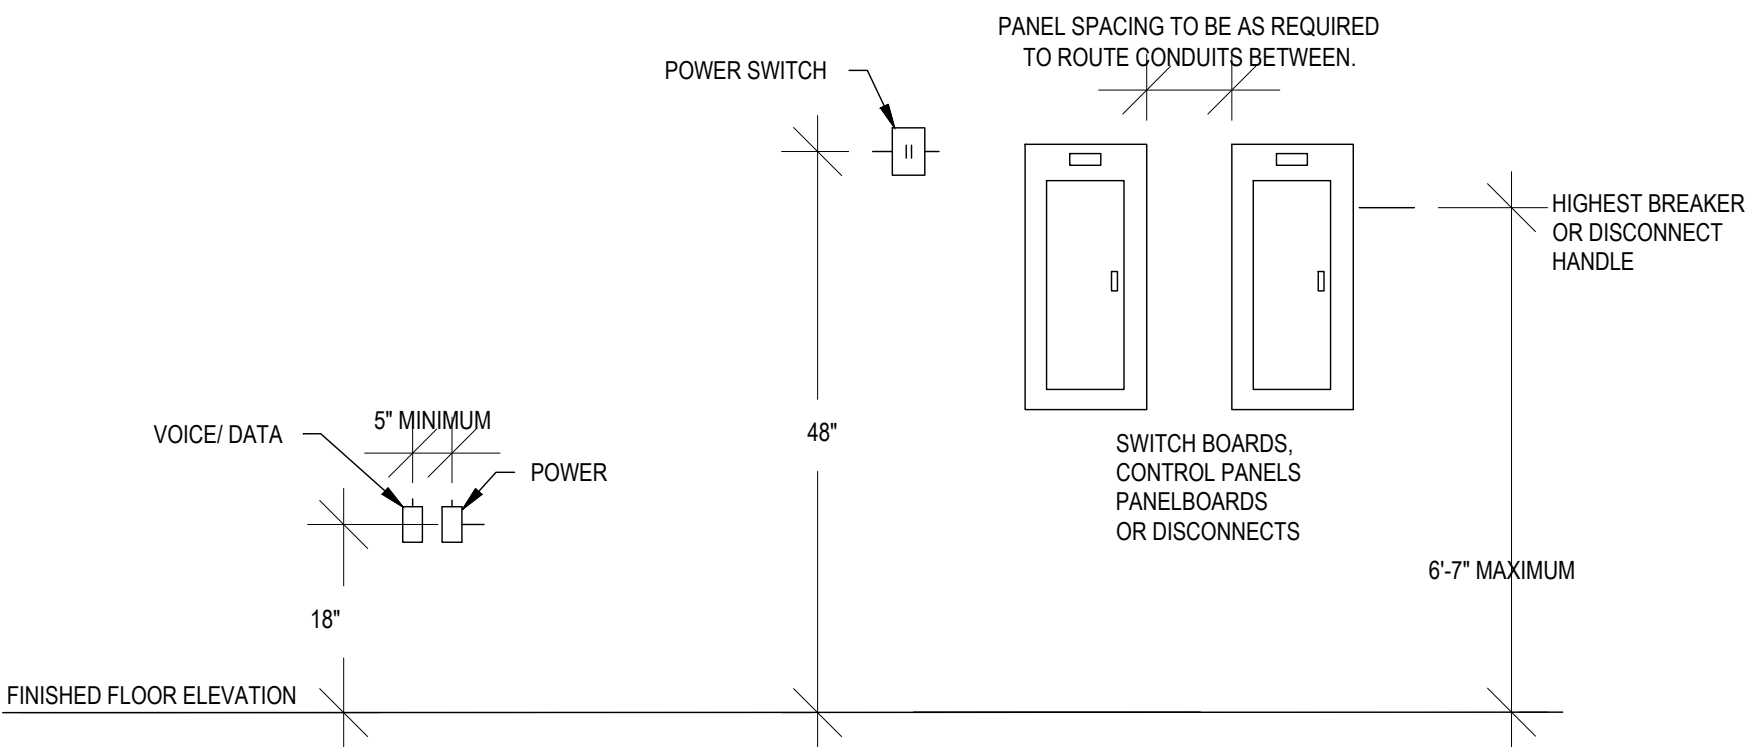 PANEL SPACING TO BE AS REQUIRED
TO ROUTE CONDUITS BETWEEN.
POWER SWITCH
HIGHEST BREAKER
OR DISCONNECT
HANDLE
5" MINIMUM
VOICE/ DATA
POWER
48"
SWITCH BOARDS,
CONTROL PANELS
PANELBOARDS
OR DISCONNECTS
6'-7" MAXIMUM
18"
FINISHED FLOOR ELEVATION